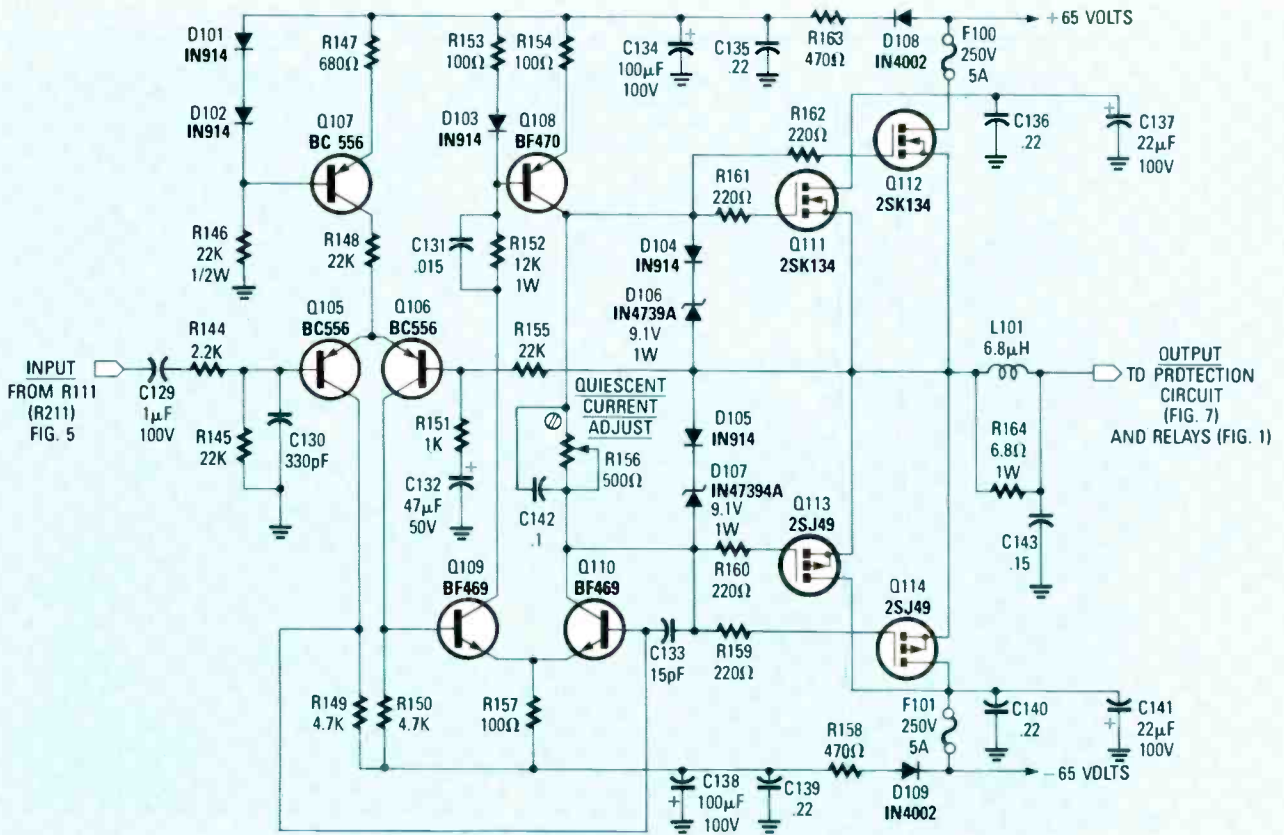 D101
IN914
R147
680Ω
R153
100Ω
R154
100Ω
C134
100µF
100V
C135
.22
R163
470Ω
D108
IN4002
F100
250V
5A
+65 VOLTS
D102
IN914
Q107
BC 556
D103
IN914
Q108
BF470
R162
220Ω
R161
220Ω
Q112
2SK134
Q111
2SK134
C136
.22
C137
22µF
100V
R146
22K
1/2W
R148
22K
C131
.015
R152
12K
1W
D104
IN914
D106
IN4739A
9.1V
1W
Q105
BC556
Q106
BC556
R155
22K
INPUT
FROM R111
(R211)
FIG. 5
C129
1µF
100V
R144
2.2K
R145
22K
C130
330pF
R151
1K
C132
47µF
50V
QUIESCENT
CURRENT
ADJUST
R156
500Ω
C142
.1
D105
IN914
D107
IN47394A
9.1V
1W
L101
6.8µH
R164
6.8Ω
1W
C143
.15
OUTPUT
TO PRDTECTION
CIRCUIT
(FIG. 7)
AND RELAYS (FIG. 1)
Q113
2SJ49
Q114
2SJ49
Q109
BF469
Q110
BF469
R160
220Ω
C133
15pF
R159
220Ω
R149
4.7K
R150
4.7K
R157
100Ω
C138
100µF
100V
C139
.22
R158
470Ω
D109
IN4002
F101
250V
5A
C140
.22
C141
22µF
100V
−65 VDLTS